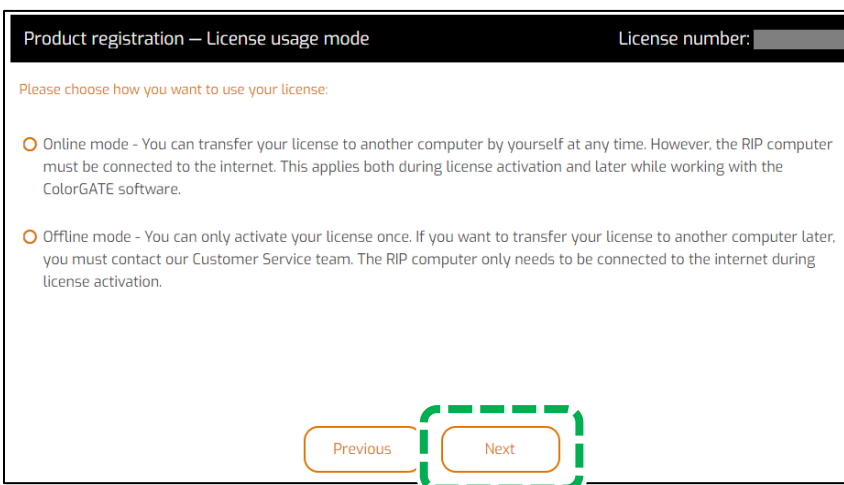 Product registration — License usage mode License number:
Please choose how you want to use your license:
Online mode - You can transfer your license to another computer by yourself at any time. However, the RIP computer
must be connected to the internet. This applies both during license activation and later while working with the
ColorGATE software.
Offline mode - You can only activate your license once. If you want to transfer your license to another computer later,
you must contact our Customer Service team. The RIP computer only needs to be connected to the internet during
license activation.
Previous Next